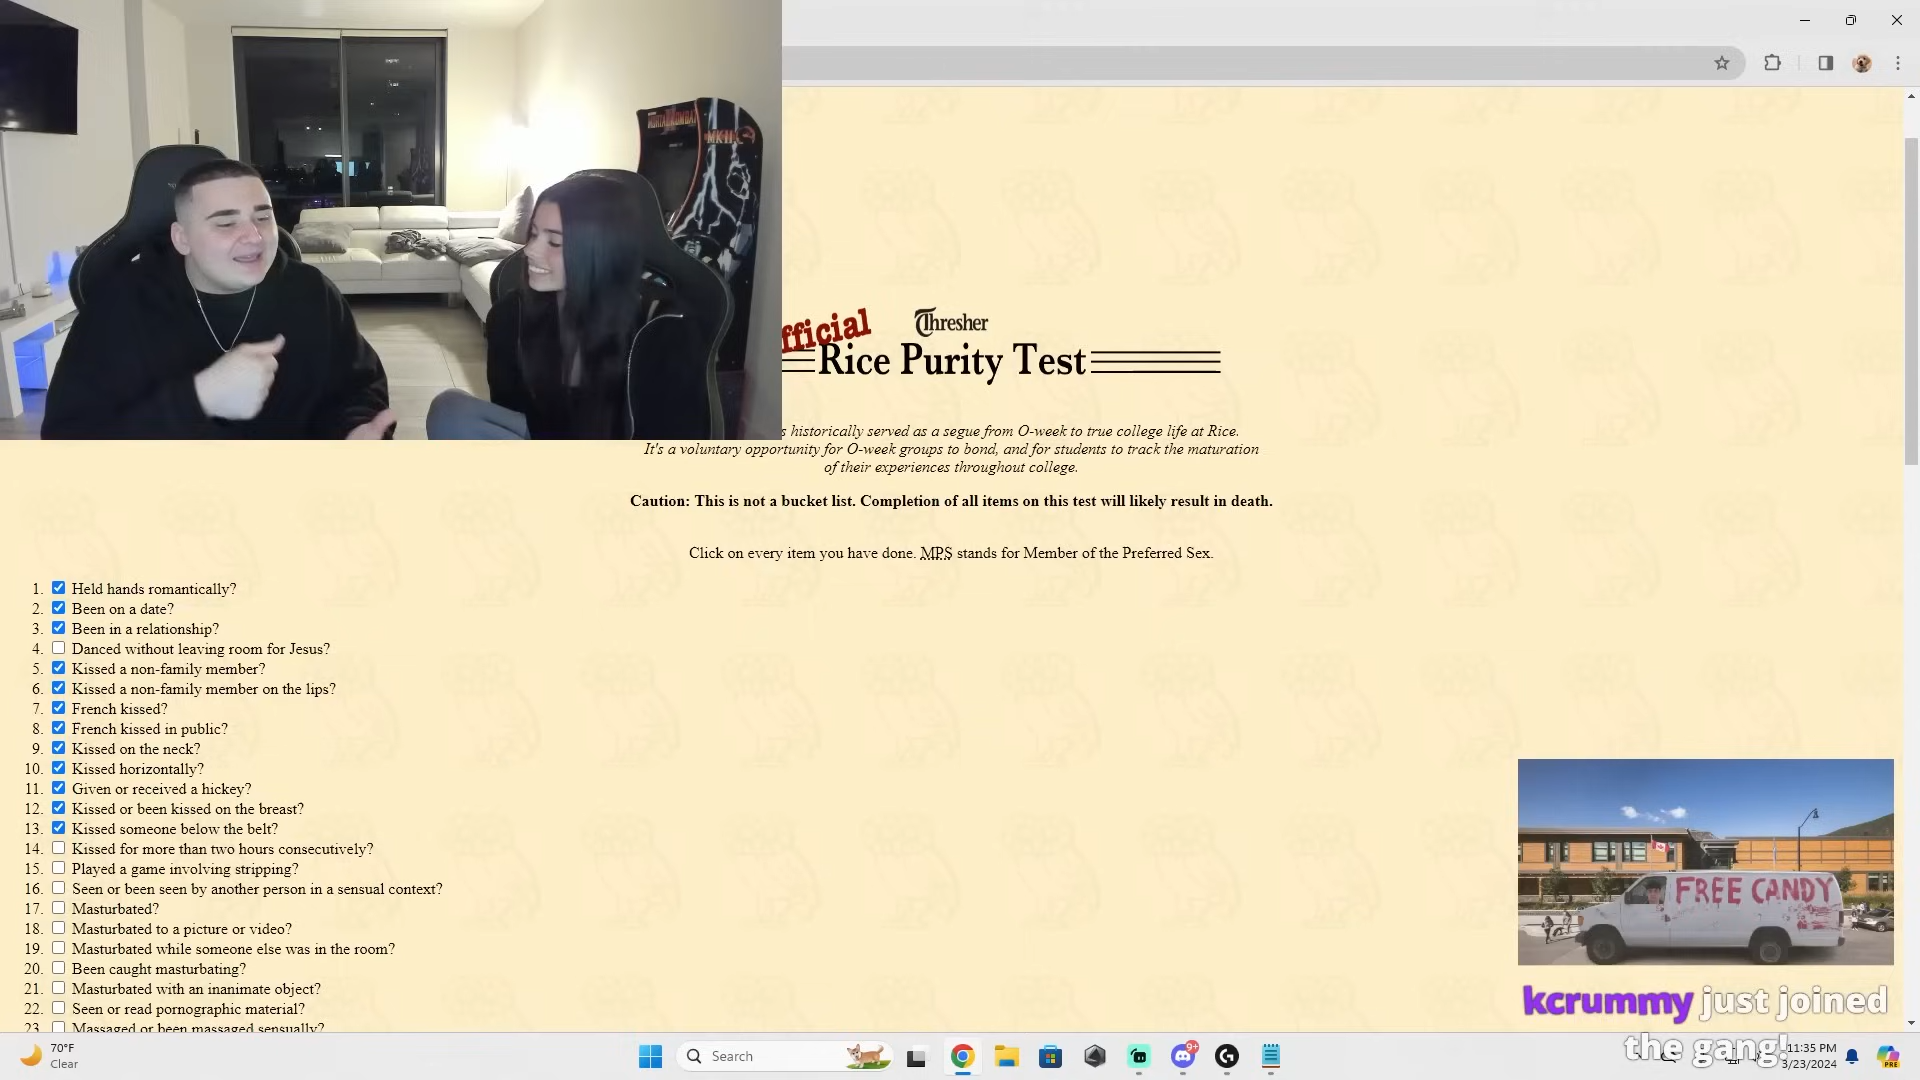 MKII
fficial
Thresher
Rice Purity Test
s historically served as a segue from O-week to true college life at Rice.
It's a voluntary opportunity for O-week groups to bond, and for students to track the maturation
of their experiences throughout college.
Caution: This is not a bucket list. Completion of all items on this test will likely result in death.
Click on every item you have done. MPS stands for Member of the Preferred Sex.
1. Held hands romantically?
2. Been on a date?
3. Been in a relationship?
4. Danced without leaving room for Jesus?
5. Kissed a non-family member?
6. Kissed a non-family member on the lips?
7. French kissed?
8. French kissed in public?
9. Kissed on the neck?
10. Kissed horizontally?
11. Given or received a hickey?
12. Kissed or been kissed on the breast?
13. Kissed someone below the belt?
14. Kissed for more than two hours consecutively?
15. Played a game involving stripping?
16. Seen or been seen by another person in a sensual context?
17. Masturbated?
18. Masturbated to a picture or video?
19. Masturbated while someone else was in the room?
20. Been caught masturbating?
21. Masturbated with an inanimate object?
22. Seen or read pornographic material?
23. Massaged or been massaged sensually?
FREE CANDY
kcrummy just joined
the gang!
70°F
Clear
Search
9+
11:35 PM
3/23/2024
PRE